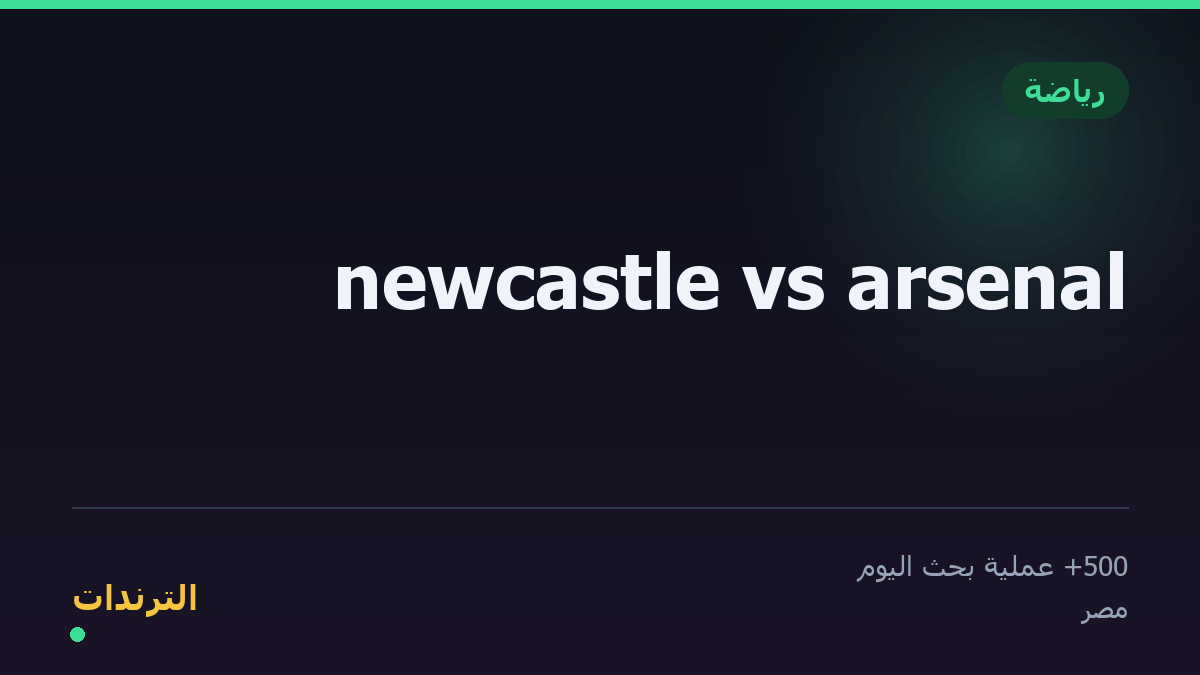 رياضة
newcastle vs arsenal
500+ عملية بحث اليوم
مصر
الترندات